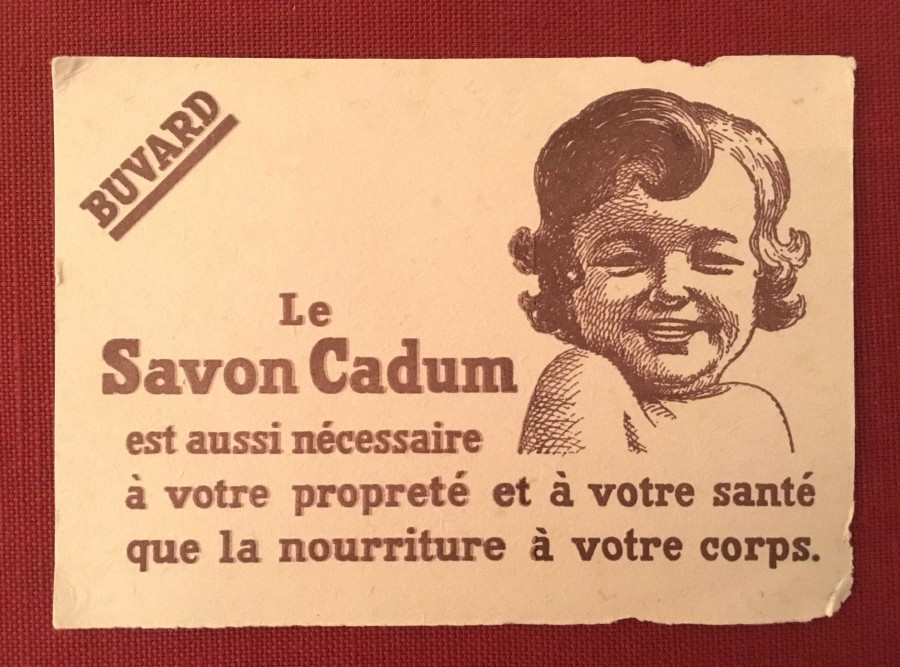 BUVARD
Le
Savon Cadum
est aussi nécessaire
à votre propreté et à votre santé
que la nourriture à votre corps.